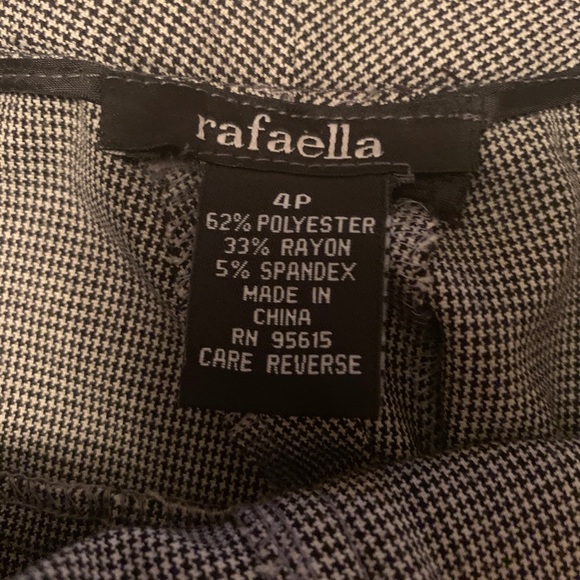 rafaella
4P
62% POLYESTER
33% RAYON
5% SPANDEX
MADE IN
CHINA
RN 95615
CARE REVERSE